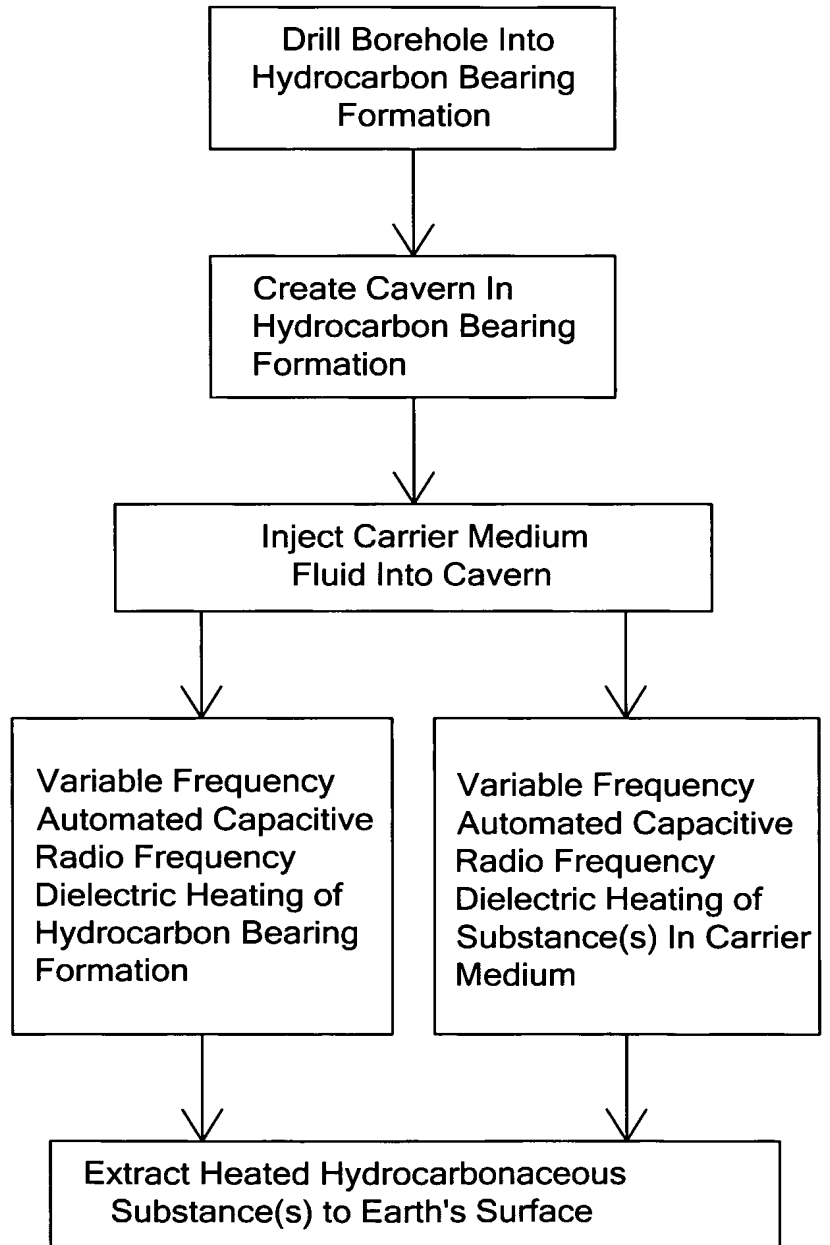 Drill Borehole Into
Hydrocarbon Bearing
Formation
Create Cavern In
Hydrocarbon Bearing
Formation
Inject Carrier Medium
Fluid Into Cavern
Variable Frequency
Automated Capacitive
Radio Frequency
Dielectric Heating of
Hydrocarbon Bearing
Formation
Variable Frequency
Automated Capacitive
Radio Frequency
Dielectric Heating of
Substance(s) In Carrier
Medium
Extract Heated Hydrocarbonaceous
Substance(s) to Earth's Surface